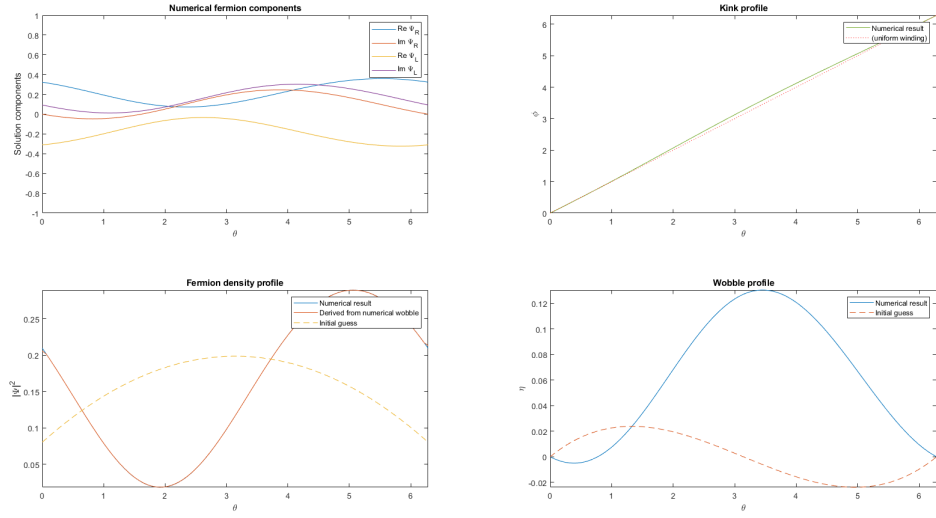 Numerical fermion components
Solution components
1
0.8
0.6
0.4
0.2
0
-0.2
-0.4
-0.6
-0.8
-1
0 1 2 3 4 5 6
θ
Re Ψ_R
Im Ψ_R
Re Ψ_L
Im Ψ_L
Kink profile
6
5
4
3
2
1
0
0 1 2 3 4 5 6
θ
Numerical result
(uniform winding)
Fermion density profile
|Ψ|²
0.25
0.2
0.15
0.1
0.05
0 1 2 3 4 5 6
θ
Numerical result
Derived from numerical wobble
Initial guess
Wobble profile
η
0.12
0.1
0.08
0.06
0.04
0.02
0
-0.02
0 1 2 3 4 5 6
θ
Numerical result
Initial guess